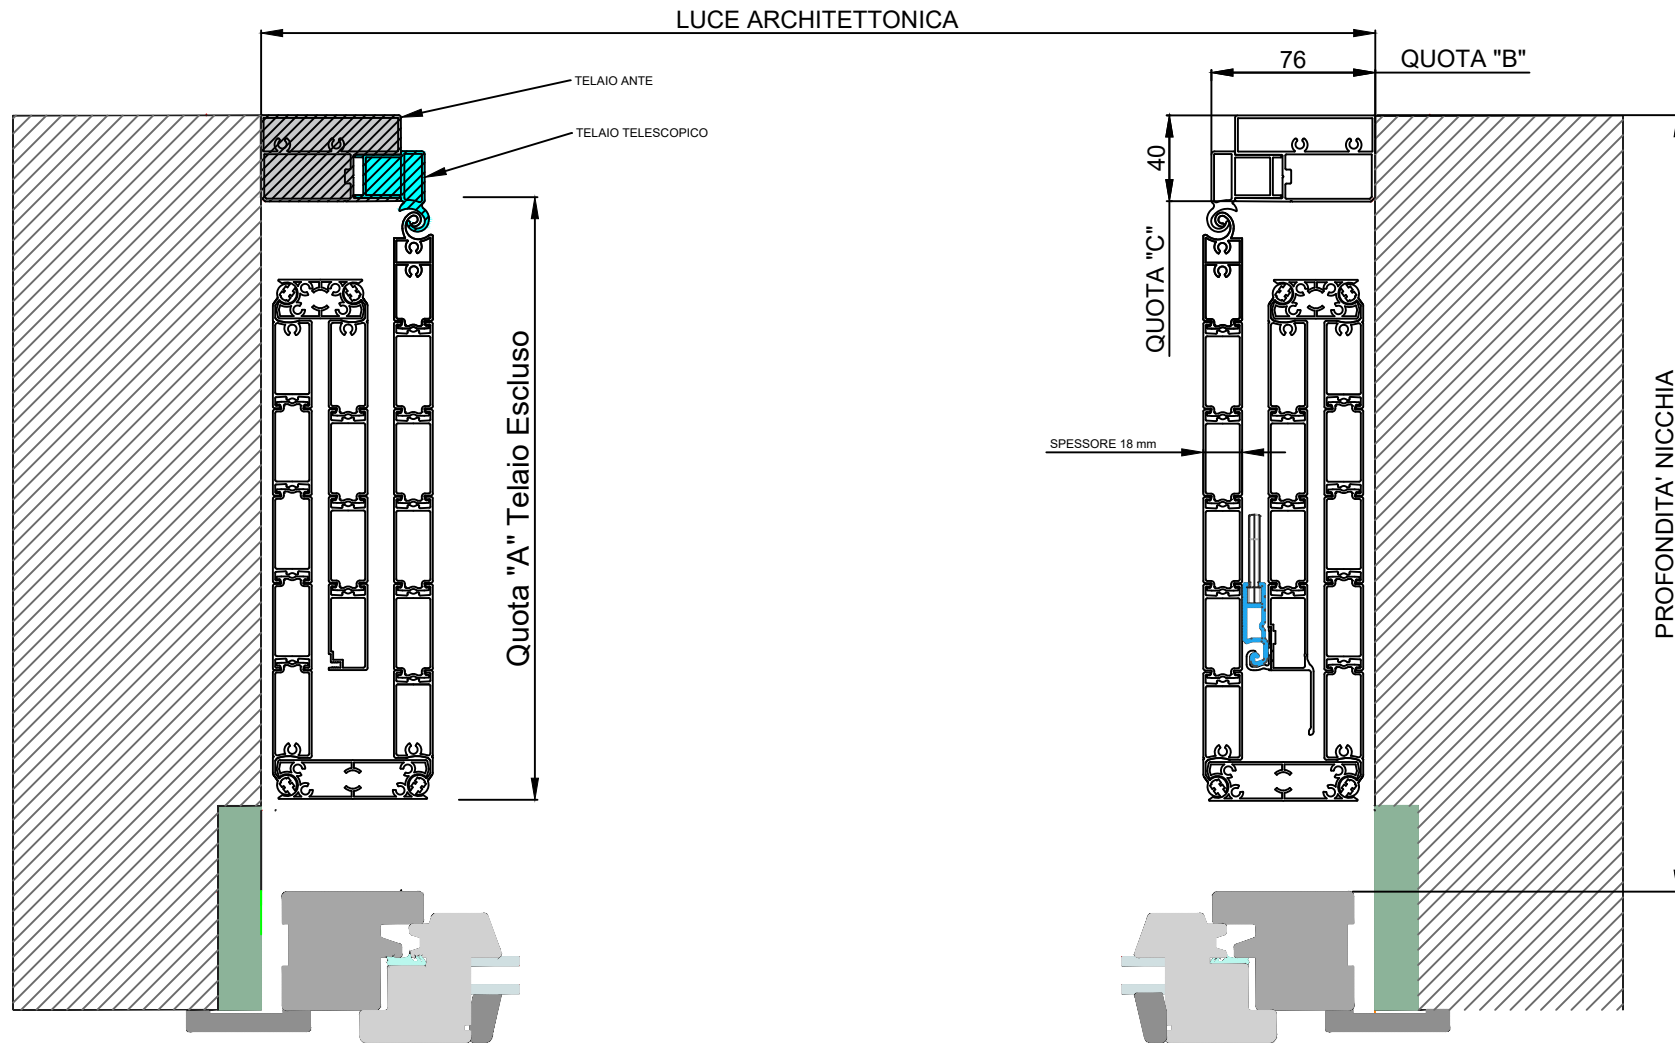 LUCE ARCHITETTONICA
76
QUOTA "B"
TELAIO ANTE
TELAIO TELESCOPICO
40
QUOTA "C"
Quota "A" Telaio Escluso
SPESSORE 18 mm
PROFONDITA' NICCHIA